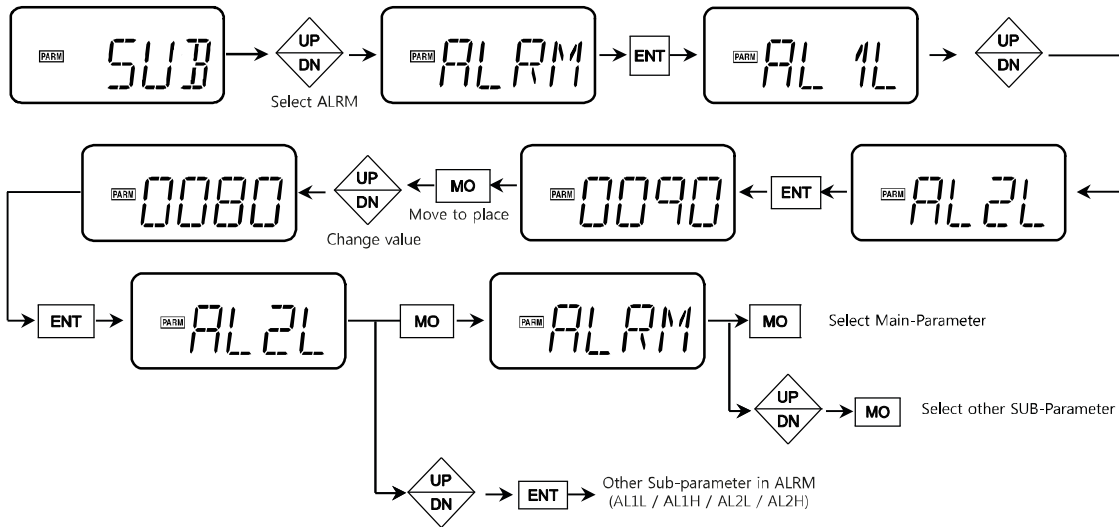 PARM SUB
UP
DN
Select ALRM
PARM ALRM
ENT
PARM AL1L
UP
DN
PARM 0080
UP
DN
Change value
MO
Move to place
PARM 0090
ENT
PARM AL2L
ENT
PARM AL2L
MO
PARM ALRM
MO
Select Main-Parameter
UP
DN
MO
Select other SUB-Parameter
UP
DN
ENT
Other Sub-parameter in ALRM
(AL1L / AL1H / AL2L / AL2H)